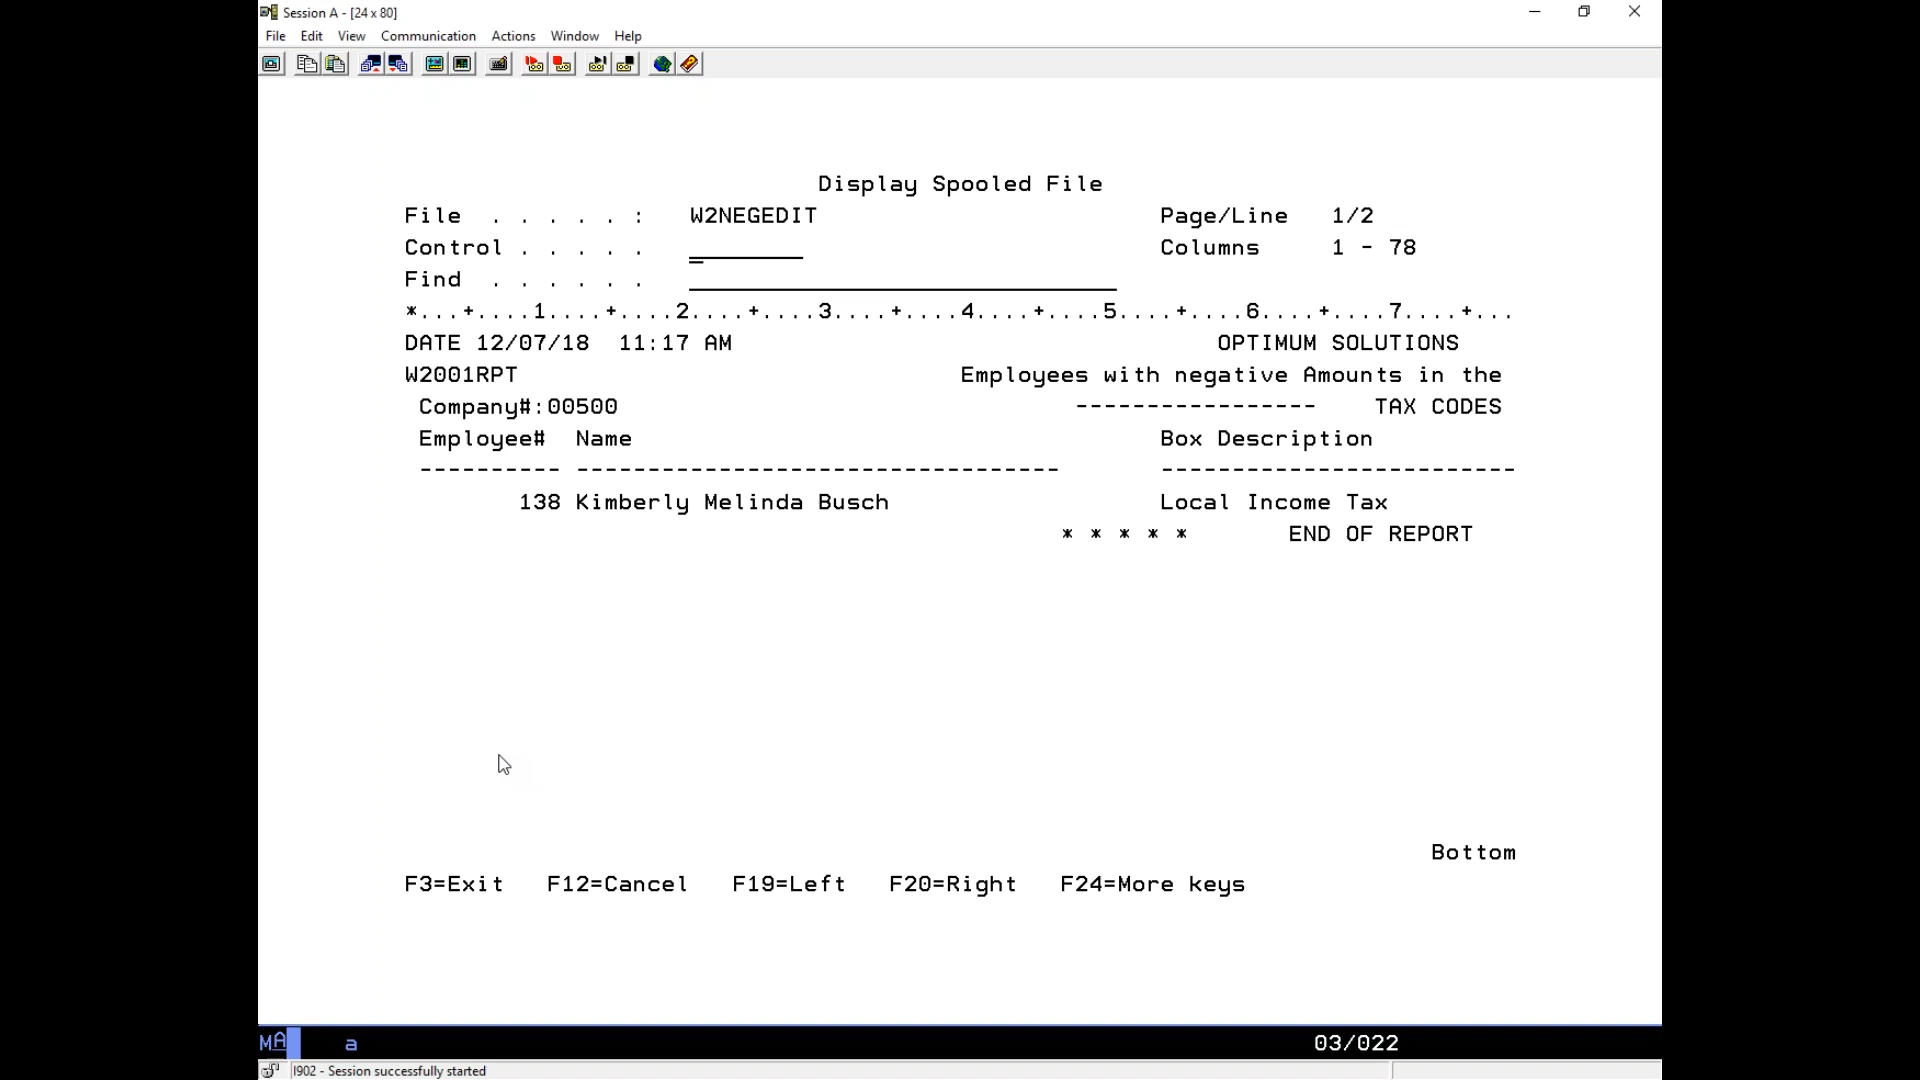 Session A - [24 x 80]
File Edit View Communication Actions Window Help
Display Spooled File
File . . . . . : W2NEGEDIT Page/Line 1/2
Control . . . . . Columns 1 - 78
Find . . . . . .
*...+....1....+....2....+....3....+....4....+....5....+....6....+....7....+...
DATE 12/07/18 11:17 AM OPTIMUM SOLUTIONS
W2001RPT Employees with negative Amounts in the
Company#:00500 ----------------- TAX CODES
Employee# Name Box Description
---------- ---------------------------------- -------------------------
138 Kimberly Melinda Busch Local Income Tax
* * * * * END OF REPORT
Bottom
F3=Exit F12=Cancel F19=Left F20=Right F24=More keys
MA a 03/022
I902 - Session successfully started